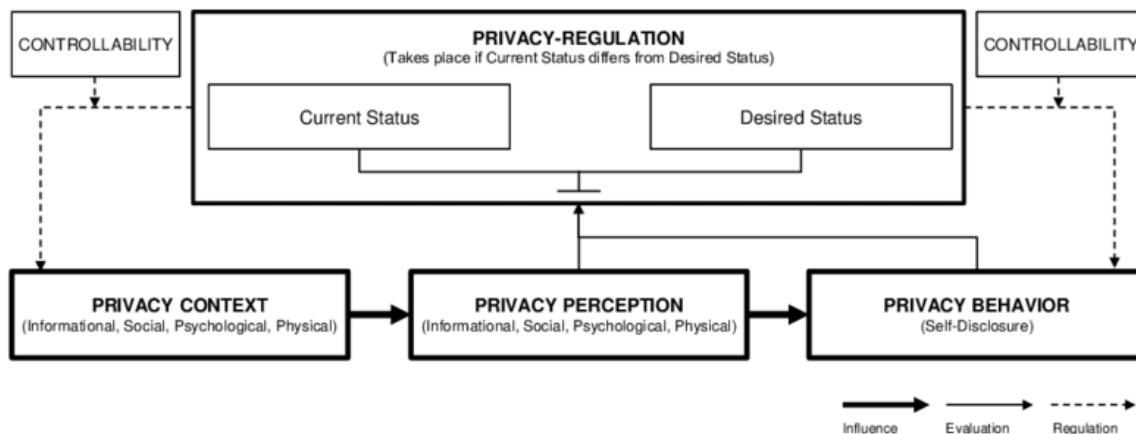 CONTROLLABILITY
PRIVACY-REGULATION
(Takes place if Current Status differs from Desired Status)
CONTROLLABILITY
Current Status
Desired Status
PRIVACY CONTEXT
(Informational, Social, Psychological, Physical)
PRIVACY PERCEPTION
(Informational, Social, Psychological, Physical)
PRIVACY BEHAVIOR
(Self-Disclosure)
Influence
Evaluation
Regulation